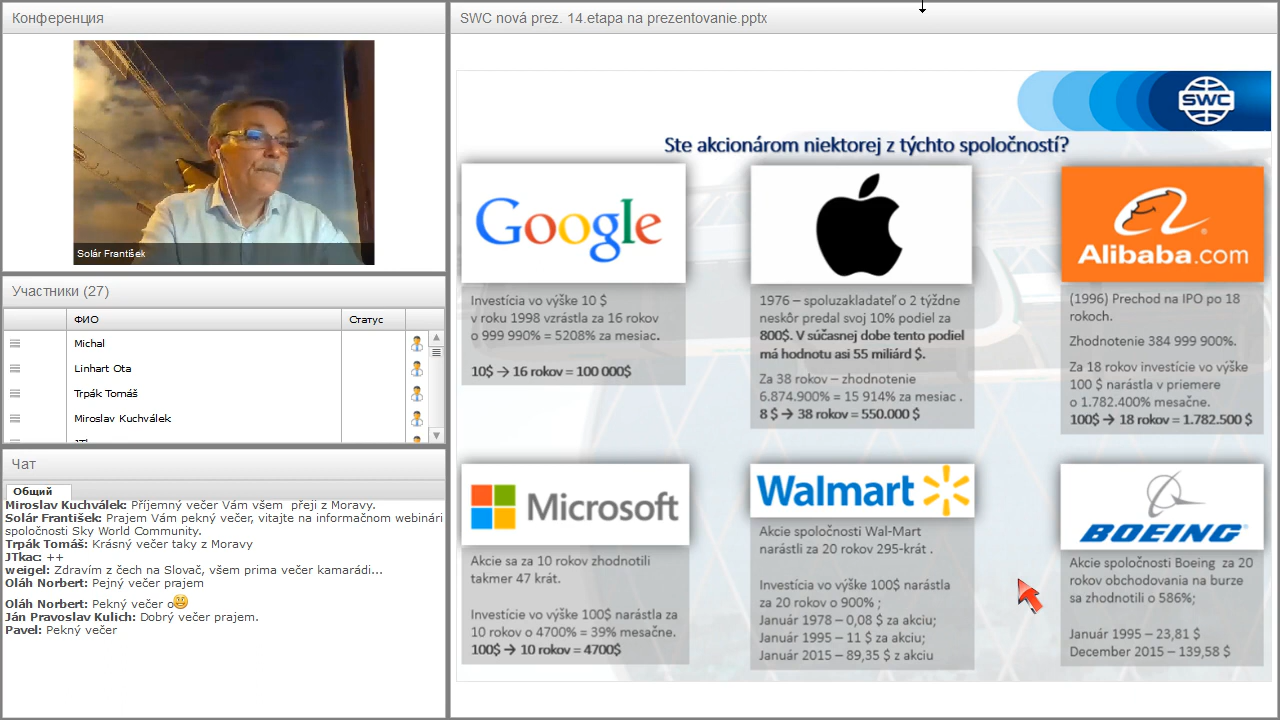 Конференция
Solár František
Участники (27)
ФИО
Статус
Michal
Linhart Ota
Trpák Tomáš
Miroslav Kuchválek
Чат
Общий
Miroslav Kuchválek: Příjemný večer Vám všem přeji z Moravy.
Solár František: Prajem Vám pekný večer, vitajte na informačnom webinári
spoločnosti Sky World Community.
Trpák Tomáš: Krásný večer taky z Moravy
JTkac: ++
weigel: Zdravím z čech na Slovač, všem prima večer kamarádi...
Oláh Norbert: Pejný večer prajem
Oláh Norbert: Pekný večer o
Ján Pravoslav Kulich: Dobrý večer prajem.
Pavel: Pekný večer
SWC nová prez. 14.etapa na prezentovanie.pptx
SWC
Ste akcionárom niektorej z týchto spoločností?
Google
Investícia vo výške 10 $
v roku 1998 vzrástla za 16 rokov
o 999 990% = 5208% za mesiac.
10$ → 16 rokov = 100 000$
1976 – spoluzakladateľ o 2 týždne
neskôr predal svoj 10% podiel za
800$. V súčasnej dobe tento podiel
má hodnotu asi 55 miliárd $.
Za 38 rokov – zhodnotenie
6.874.900% = 15 914% za mesiac .
8 $ → 38 rokov = 550.000 $
Alibaba.com
(1996) Prechod na IPO po 18
rokoch.
Zhodnotenie 384 999 900%.
Za 18 rokov investície vo výške
100 $ narástla v priemere
o 1.782.400% mesačne.
100$ → 18 rokov = 1.782.500 $
Microsoft
Akcie sa za 10 rokov zhodnotili
takmer 47 krát.
Investície vo výške 100$ narástla za
10 rokov o 4700% = 39% mesačne.
100$ → 10 rokov = 4700$
Walmart
Akcie spoločnosti Wal-Mart
narástli za 20 rokov 295-krát .
Investícia vo výške 100$ narástla
za 20 rokov o 900% ;
Január 1978 – 0,08 $ za akciu;
Január 1995 – 11 $ za akciu;
Január 2015 – 89,35 $ z akciu
BOEING
Akcie spoločnosti Boeing za 20
rokov obchodovania na burze
sa zhodnotili o 586%;
Január 1995 – 23,81 $
December 2015 – 139,58 $